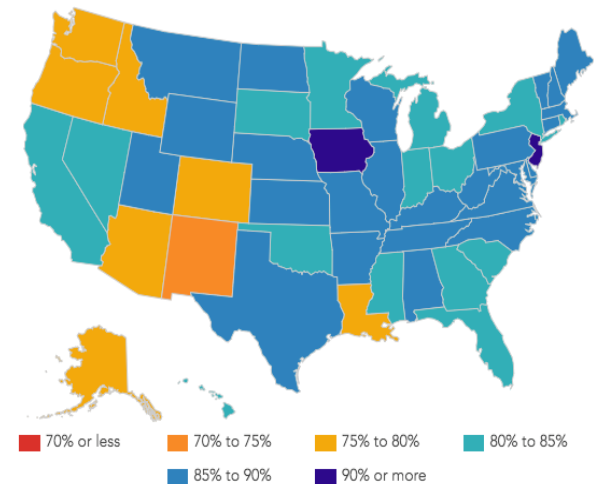 70% or less
70% to 75%
75% to 80%
80% to 85%
85% to 90%
90% or more